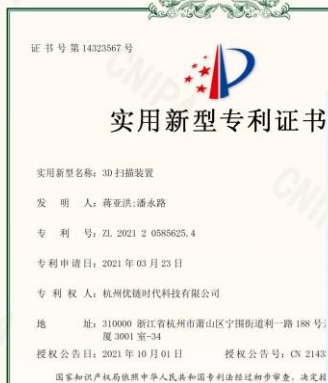 证书号第14323567号
实用新型专利证书
实用新型名称：3D扫描装置
发 明 人：蒋亚洪;潘永路
专 利 号：ZL 2021 2 0585625.4
专利申请日：2021年03月23日
专 利 权 人：杭州优链时代科技有限公司
地 址：310000 浙江省杭州市萧山区宁围街道利一路188号
厦3001室-34
授权公告日：2021年10月01日 授权公告号：CN 2143
国家知识产权局依照中华人民共和国专利法经过初步审查，决定授